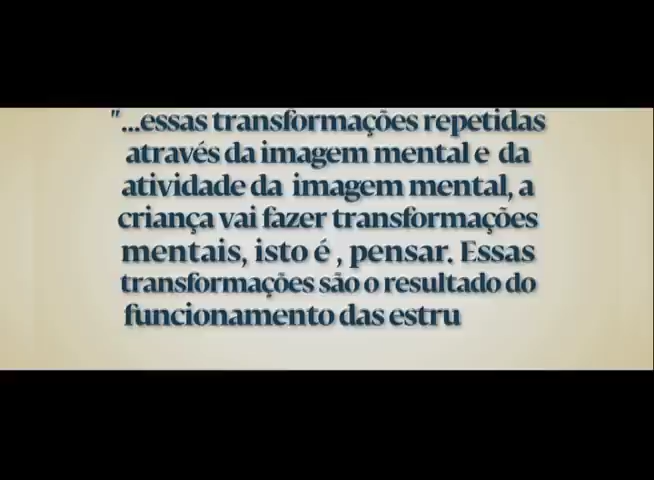 "...essas transformações repetidas
através da imagem mental e da
atividade da imagem mental, a
criança vai fazer transformações
mentais, isto é , pensar. Essas
transformações são o resultado do
funcionamento das estru